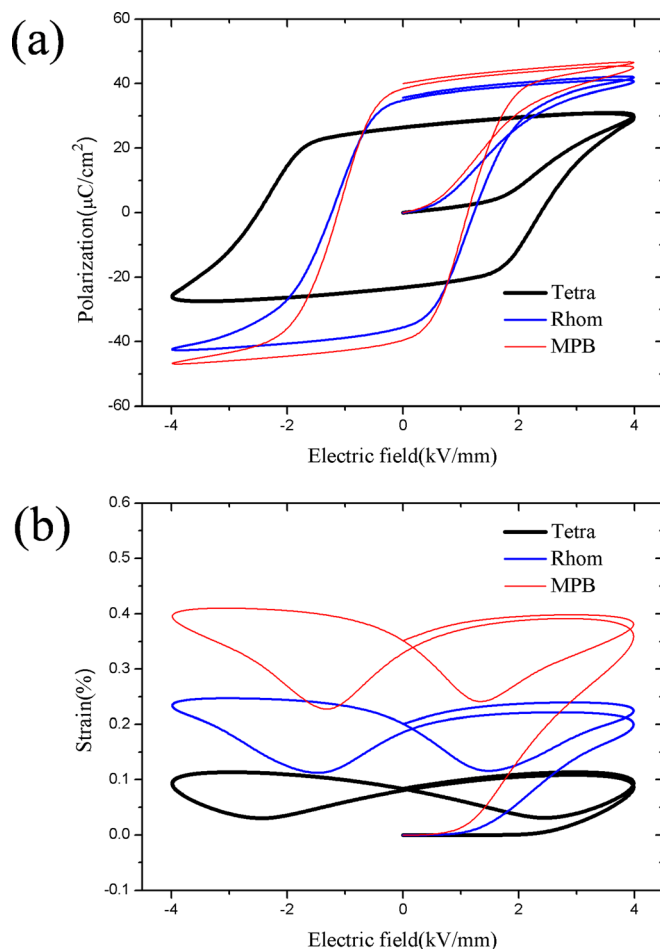 (a)
60
40
20
0
-20
-40
-60
Polarization(μC/cm²)
Tetra
Rhom
MPB
-4 -2 0 2 4
Electric field(kV/mm)
(b)
0.6
0.5
0.4
0.3
0.2
0.1
0.0
-0.1
Strain(%)
Tetra
Rhom
MPB
-4 -2 0 2 4
Electric field(kV/mm)